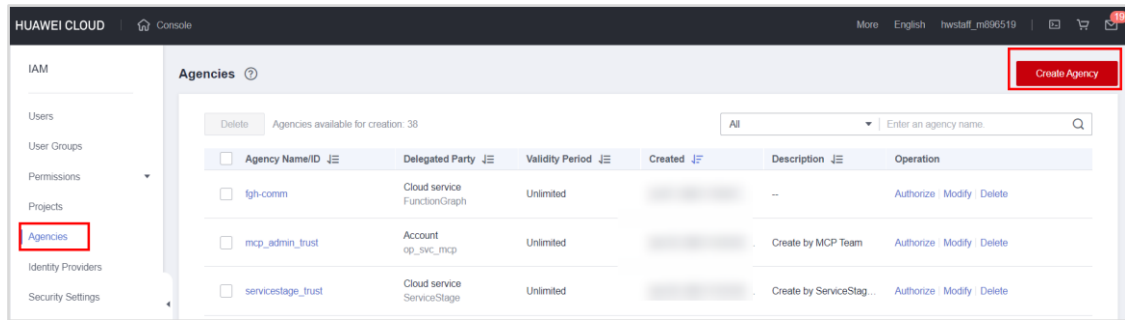 HUAWEI CLOUD Console More English hwstaff_m896519 19
IAM
Agencies Create Agency
Users
User Groups
Permissions
Projects
Agencies
Identity Providers
Security Settings
Delete Agencies available for creation: 38 All Enter an agency name.
Agency Name/ID Delegated Party Validity Period Created Description Operation
fgh-comm Cloud service Unlimited -- Authorize Modify Delete
FunctionGraph
mcp_admin_trust Account Unlimited Create by MCP Team Authorize Modify Delete
op_svc_mcp
servicestage_trust Cloud service Unlimited Create by ServiceStag... Authorize Modify Delete
ServiceStage